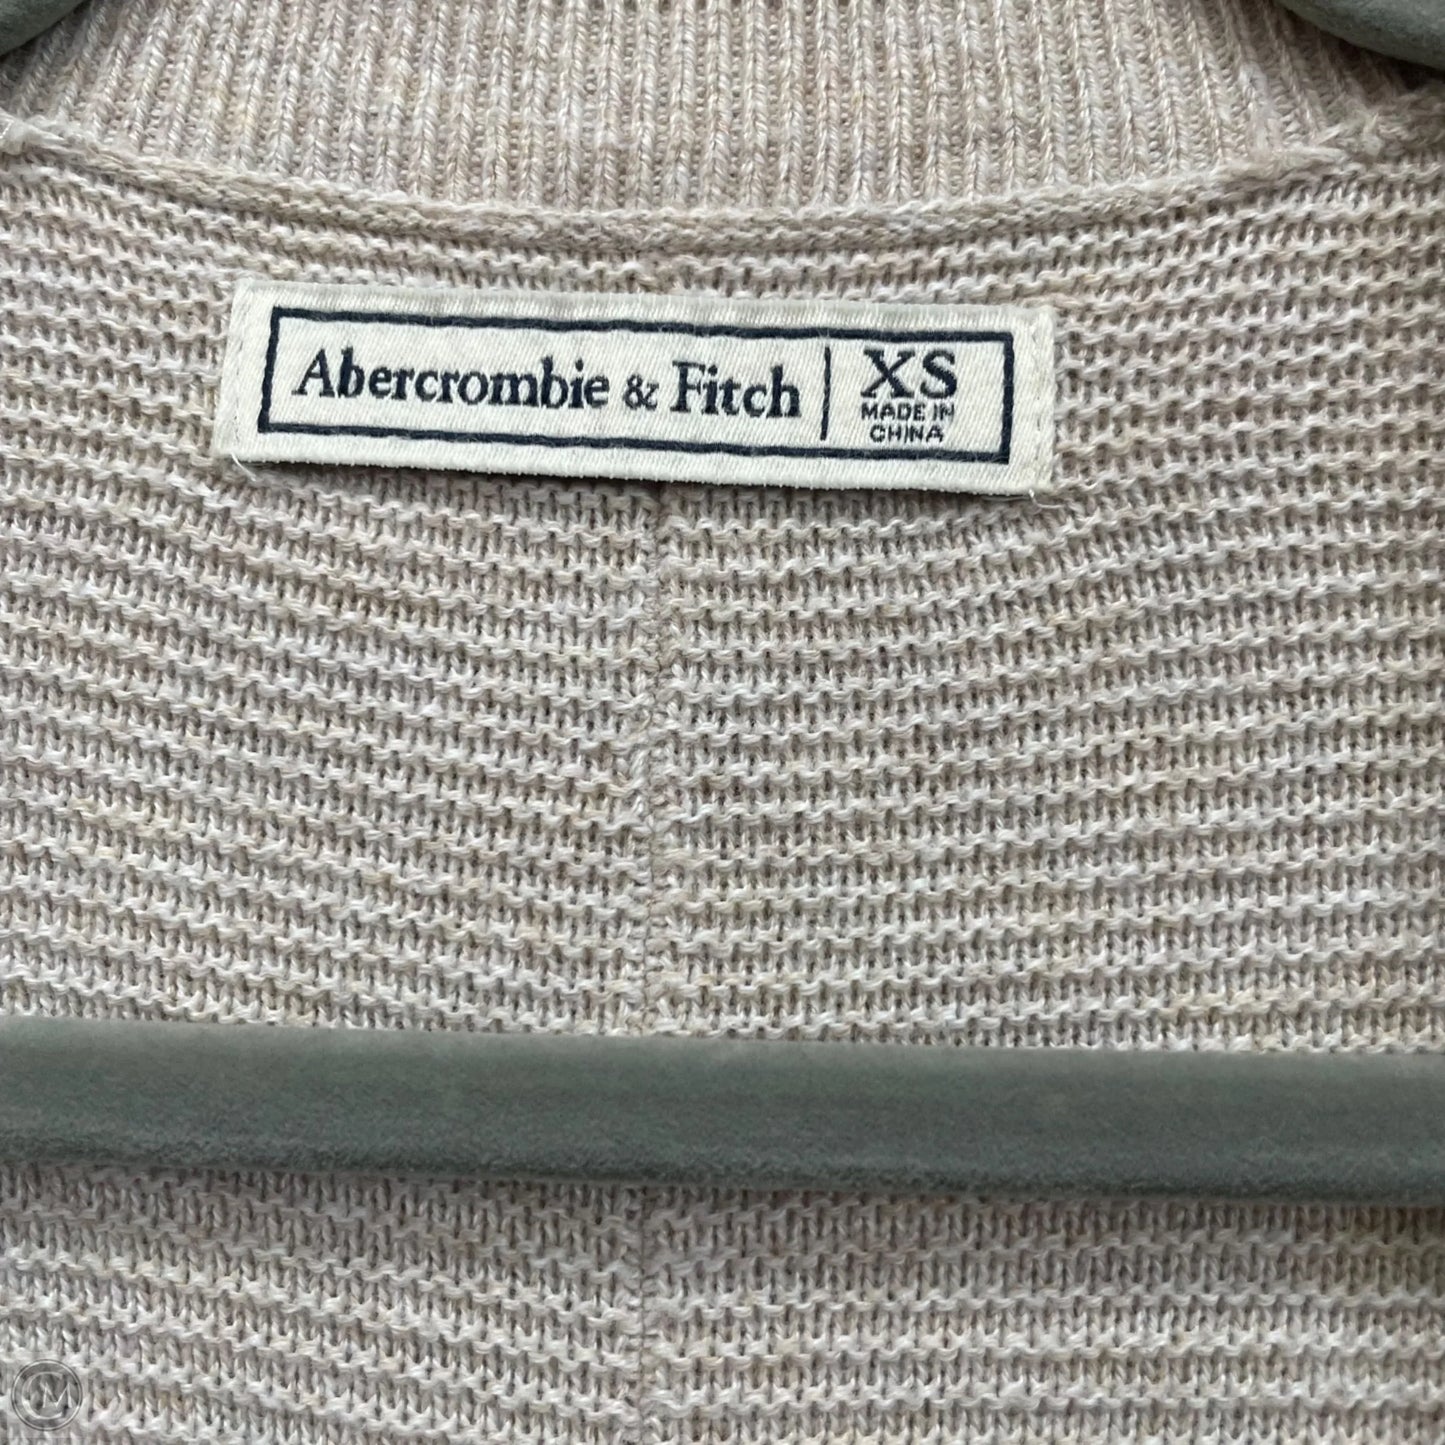 Abercrombie & Fitch
XS
MADE IN
CHINA
M